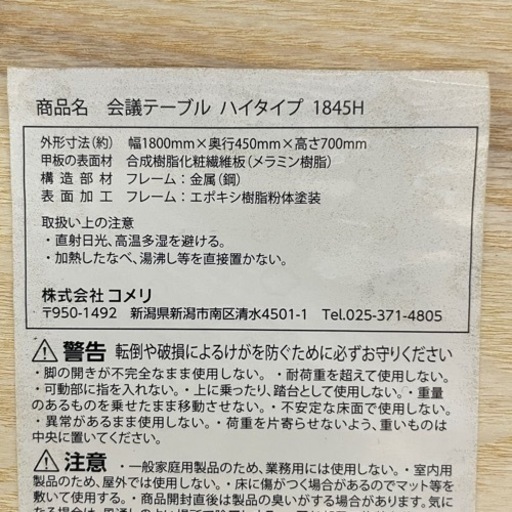 商品名 会議テーブル ハイタイプ 1845H
外形寸法(約) 幅1800mm×奥行450mm×高さ700mm
甲板の表面材 合成樹脂化粧繊維板(メラミン樹脂)
構造部材 フレーム:金属(鋼)
表面加工 フレーム:エポキシ樹脂粉体塗装
取扱い上の注意
・直射日光、高温多湿を避ける。
・加熱したなべ、湯沸し等を直接置かない。
株式会社 コメリ
〒950-1492 新潟県新潟市南区清水4501-1 Tel.025-371-4805
警告 転倒や破損によるけがを防ぐために必ずお守りください
・脚の開きが不完全なまま使用しない。 ・耐荷重を超えて使用しない。
・可動部に指を入れない。 ・上に乗ったり、踏台として使用しない。 ・重量
のあるものを乗せたまま移動させない。 ・不安定な床面で使用しない。
・異常があるまま使用しない。 ・荷重を片寄らせないよう、重いものは
中央に置いてください。
注意 ・一般家庭用製品のため、業務用には使用しない。 ・室内用
製品のため、屋外では使用しない。 ・床に傷がつく場合があるのでマット等を
敷いて使用する。 ・商品開封直後は製品の臭いがする場合があります。気に